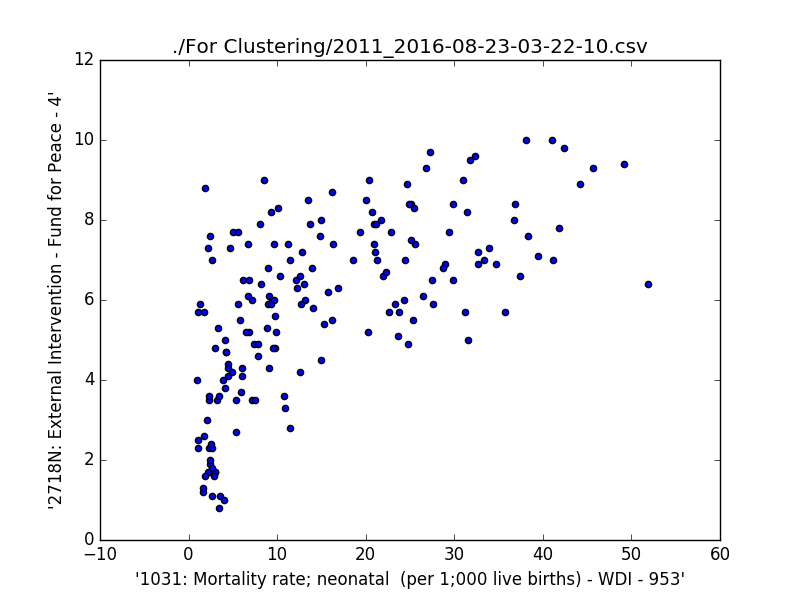 ./For Clustering/2011_2016-08-23-03-22-10.csv
12
10
8
6
4
2
0
'2718N: External Intervention - Fund for Peace - 4'
−10 0 10 20 30 40 50 60
'1031: Mortality rate; neonatal  (per 1;000 live births) - WDI - 953'